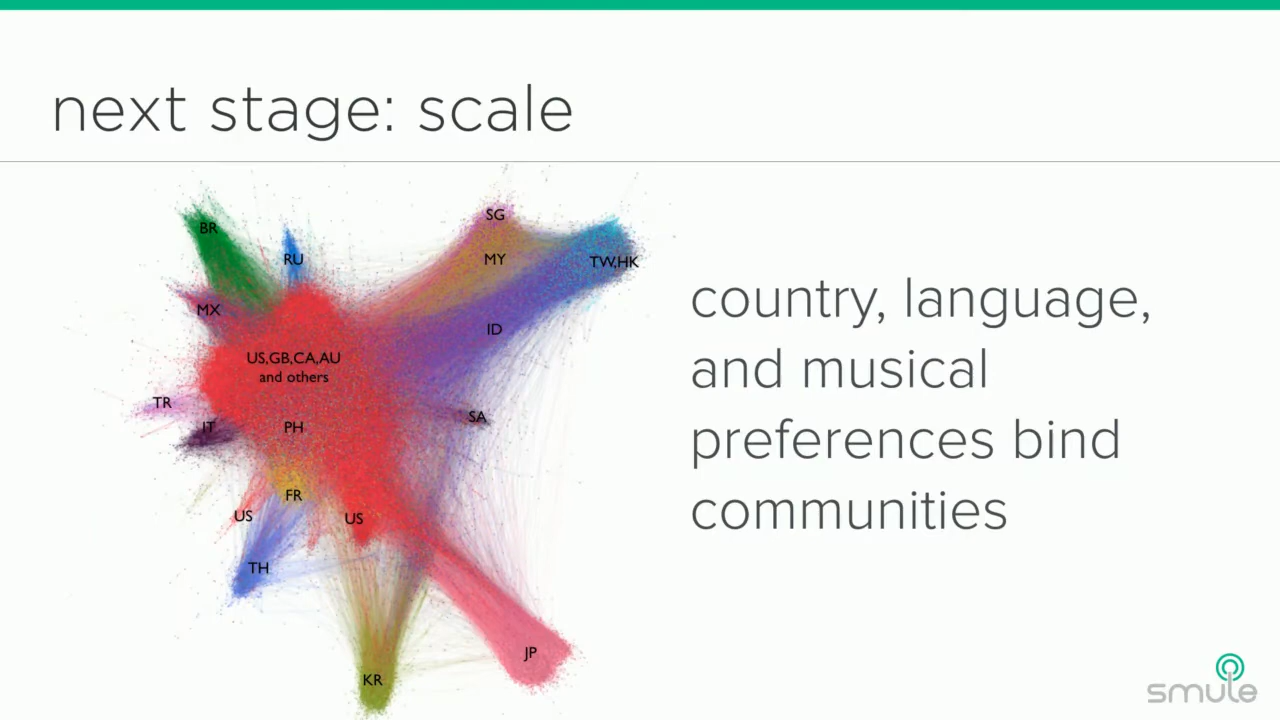 next stage: scale
BR
RU
SG
MY
TW,HK
MX
ID
US,GB,CA,AU
and others
TR
IT
PH
SA
FR
US
US
TH
JP
KR
country, language,
and musical
preferences bind
communities
smule